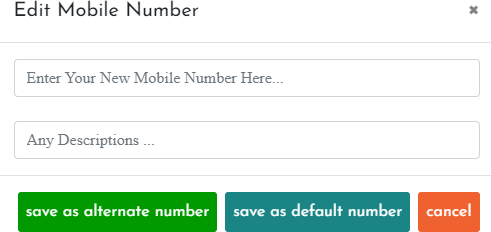 Edit Mobile Number
Enter Your New Mobile Number Here...
Any Descriptions ...
save as alternate number save as default number cancel